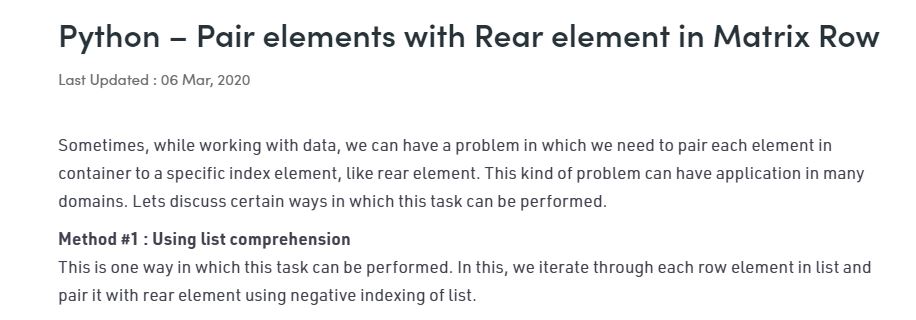 Python – Pair elements with Rear element in Matrix Row
Last Updated : 06 Mar, 2020
Sometimes, while working with data, we can have a problem in which we need to pair each element in
container to a specific index element, like rear element. This kind of problem can have application in many
domains. Lets discuss certain ways in which this task can be performed.
Method #1 : Using list comprehension
This is one way in which this task can be performed. In this, we iterate through each row element in list and
pair it with rear element using negative indexing of list.